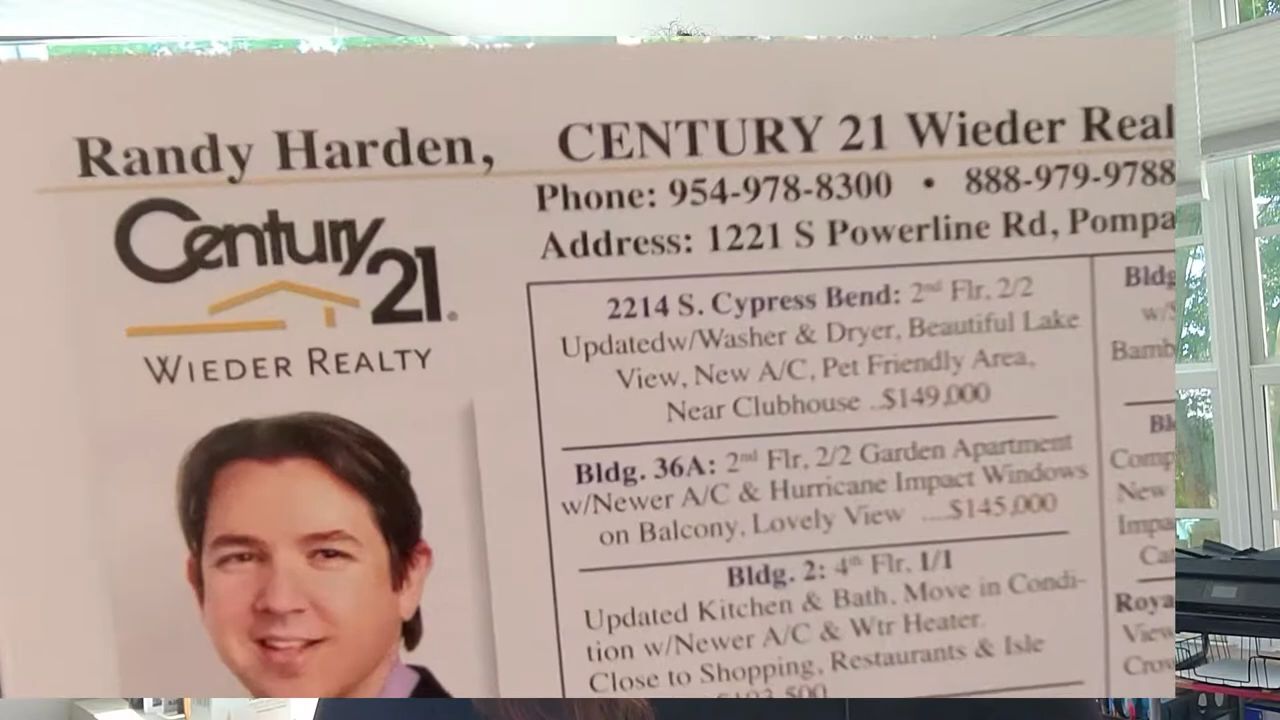 Randy Harden, CENTURY 21 Wieder Real
Phone: 954-978-8300 • 888-979-9788
Address: 1221 S Powerline Rd, Pompa
Century 21
WIEDER REALTY
2214 S. Cypress Bend: 2nd Flr, 2/2
Updatedw/Washer & Dryer, Beautiful Lake
View, New A/C, Pet Friendly Area,
Near Clubhouse ..$149,000
Bldg. 36A: 2nd Flr, 2/2 Garden Apartment
w/Newer A/C & Hurricane Impact Windows
on Balcony, Lovely View ....$145,000
Bldg. 2: 4th Flr, 1/1
Updated Kitchen & Bath, Move in Condi-
tion w/Newer A/C & Wtr Heater,
Close to Shopping, Restaurants & Isle
Bldg
w/S
Bamb
Bl
Comp
New
Impa
Ca
Roya
View
Crov